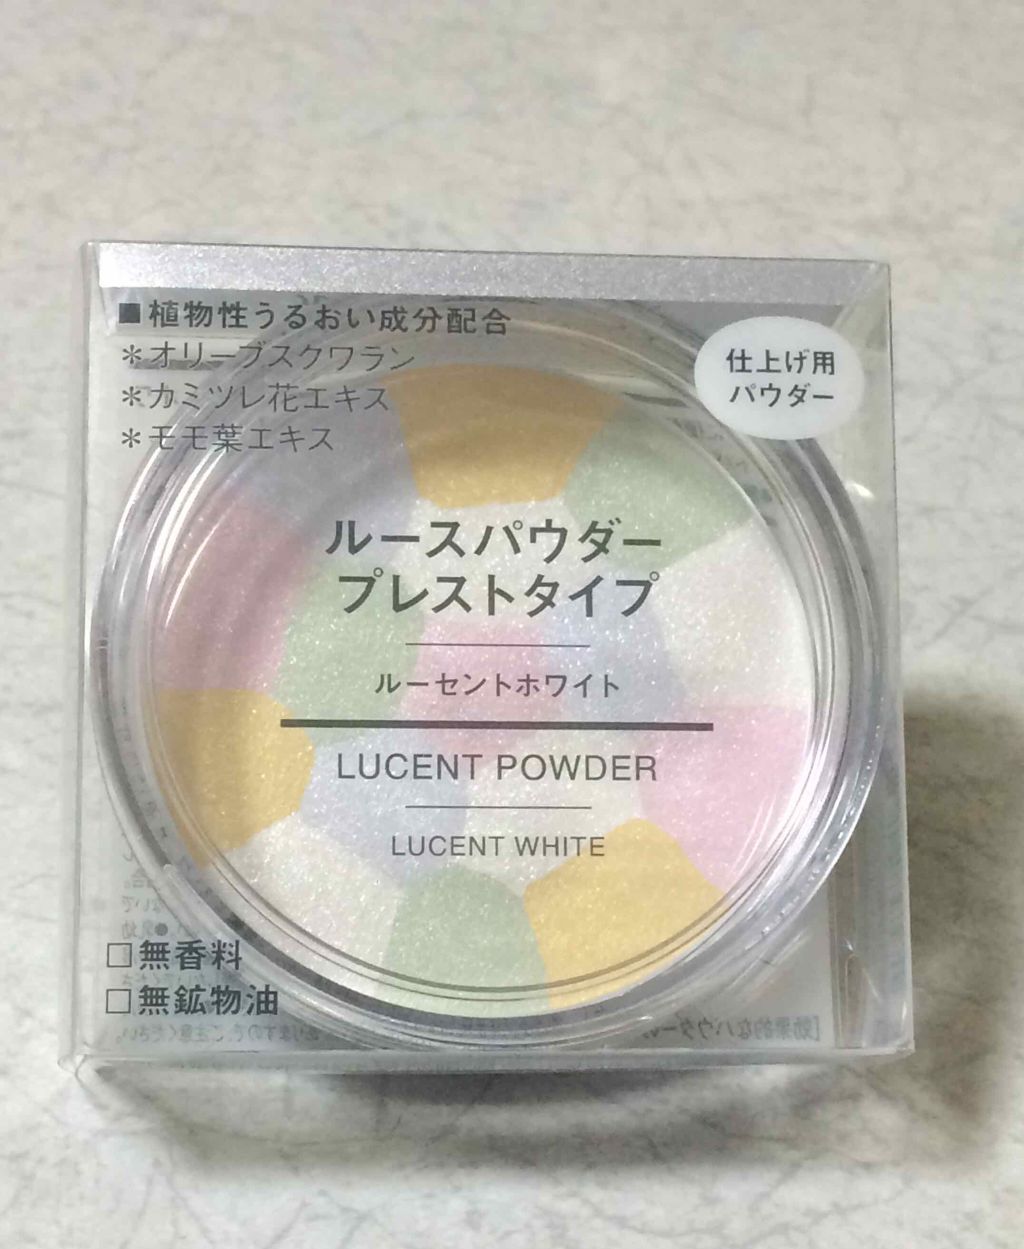 ■植物性うるおい成分配合
＊オリーブスクワラン
＊カミツレ花エキス
＊モモ葉エキス
仕上げ用
パウダー
ルースパウダー
プレストタイプ
ルーセントホワイト
LUCENT POWDER
LUCENT WHITE
□無香料
□無鉱物油